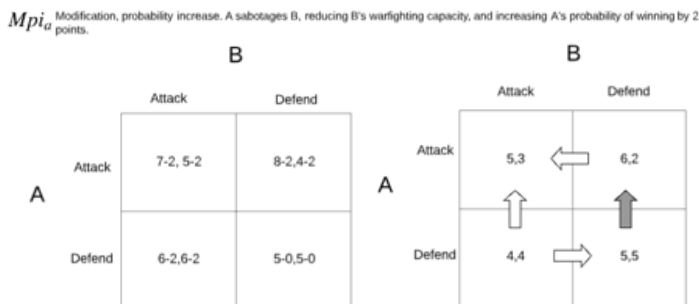 Mpiₐ Modification, probability increase. A sabotages B, reducing B's warfighting capacity, and increasing A's probability of winning by 2
points.
B B
Attack Defend Attack Defend
Attack 7-2, 5-2 8-2,4-2 Attack 5,3 6,2
A A
Defend 6-2,6-2 5-0,5-0 Defend 4,4 5,5